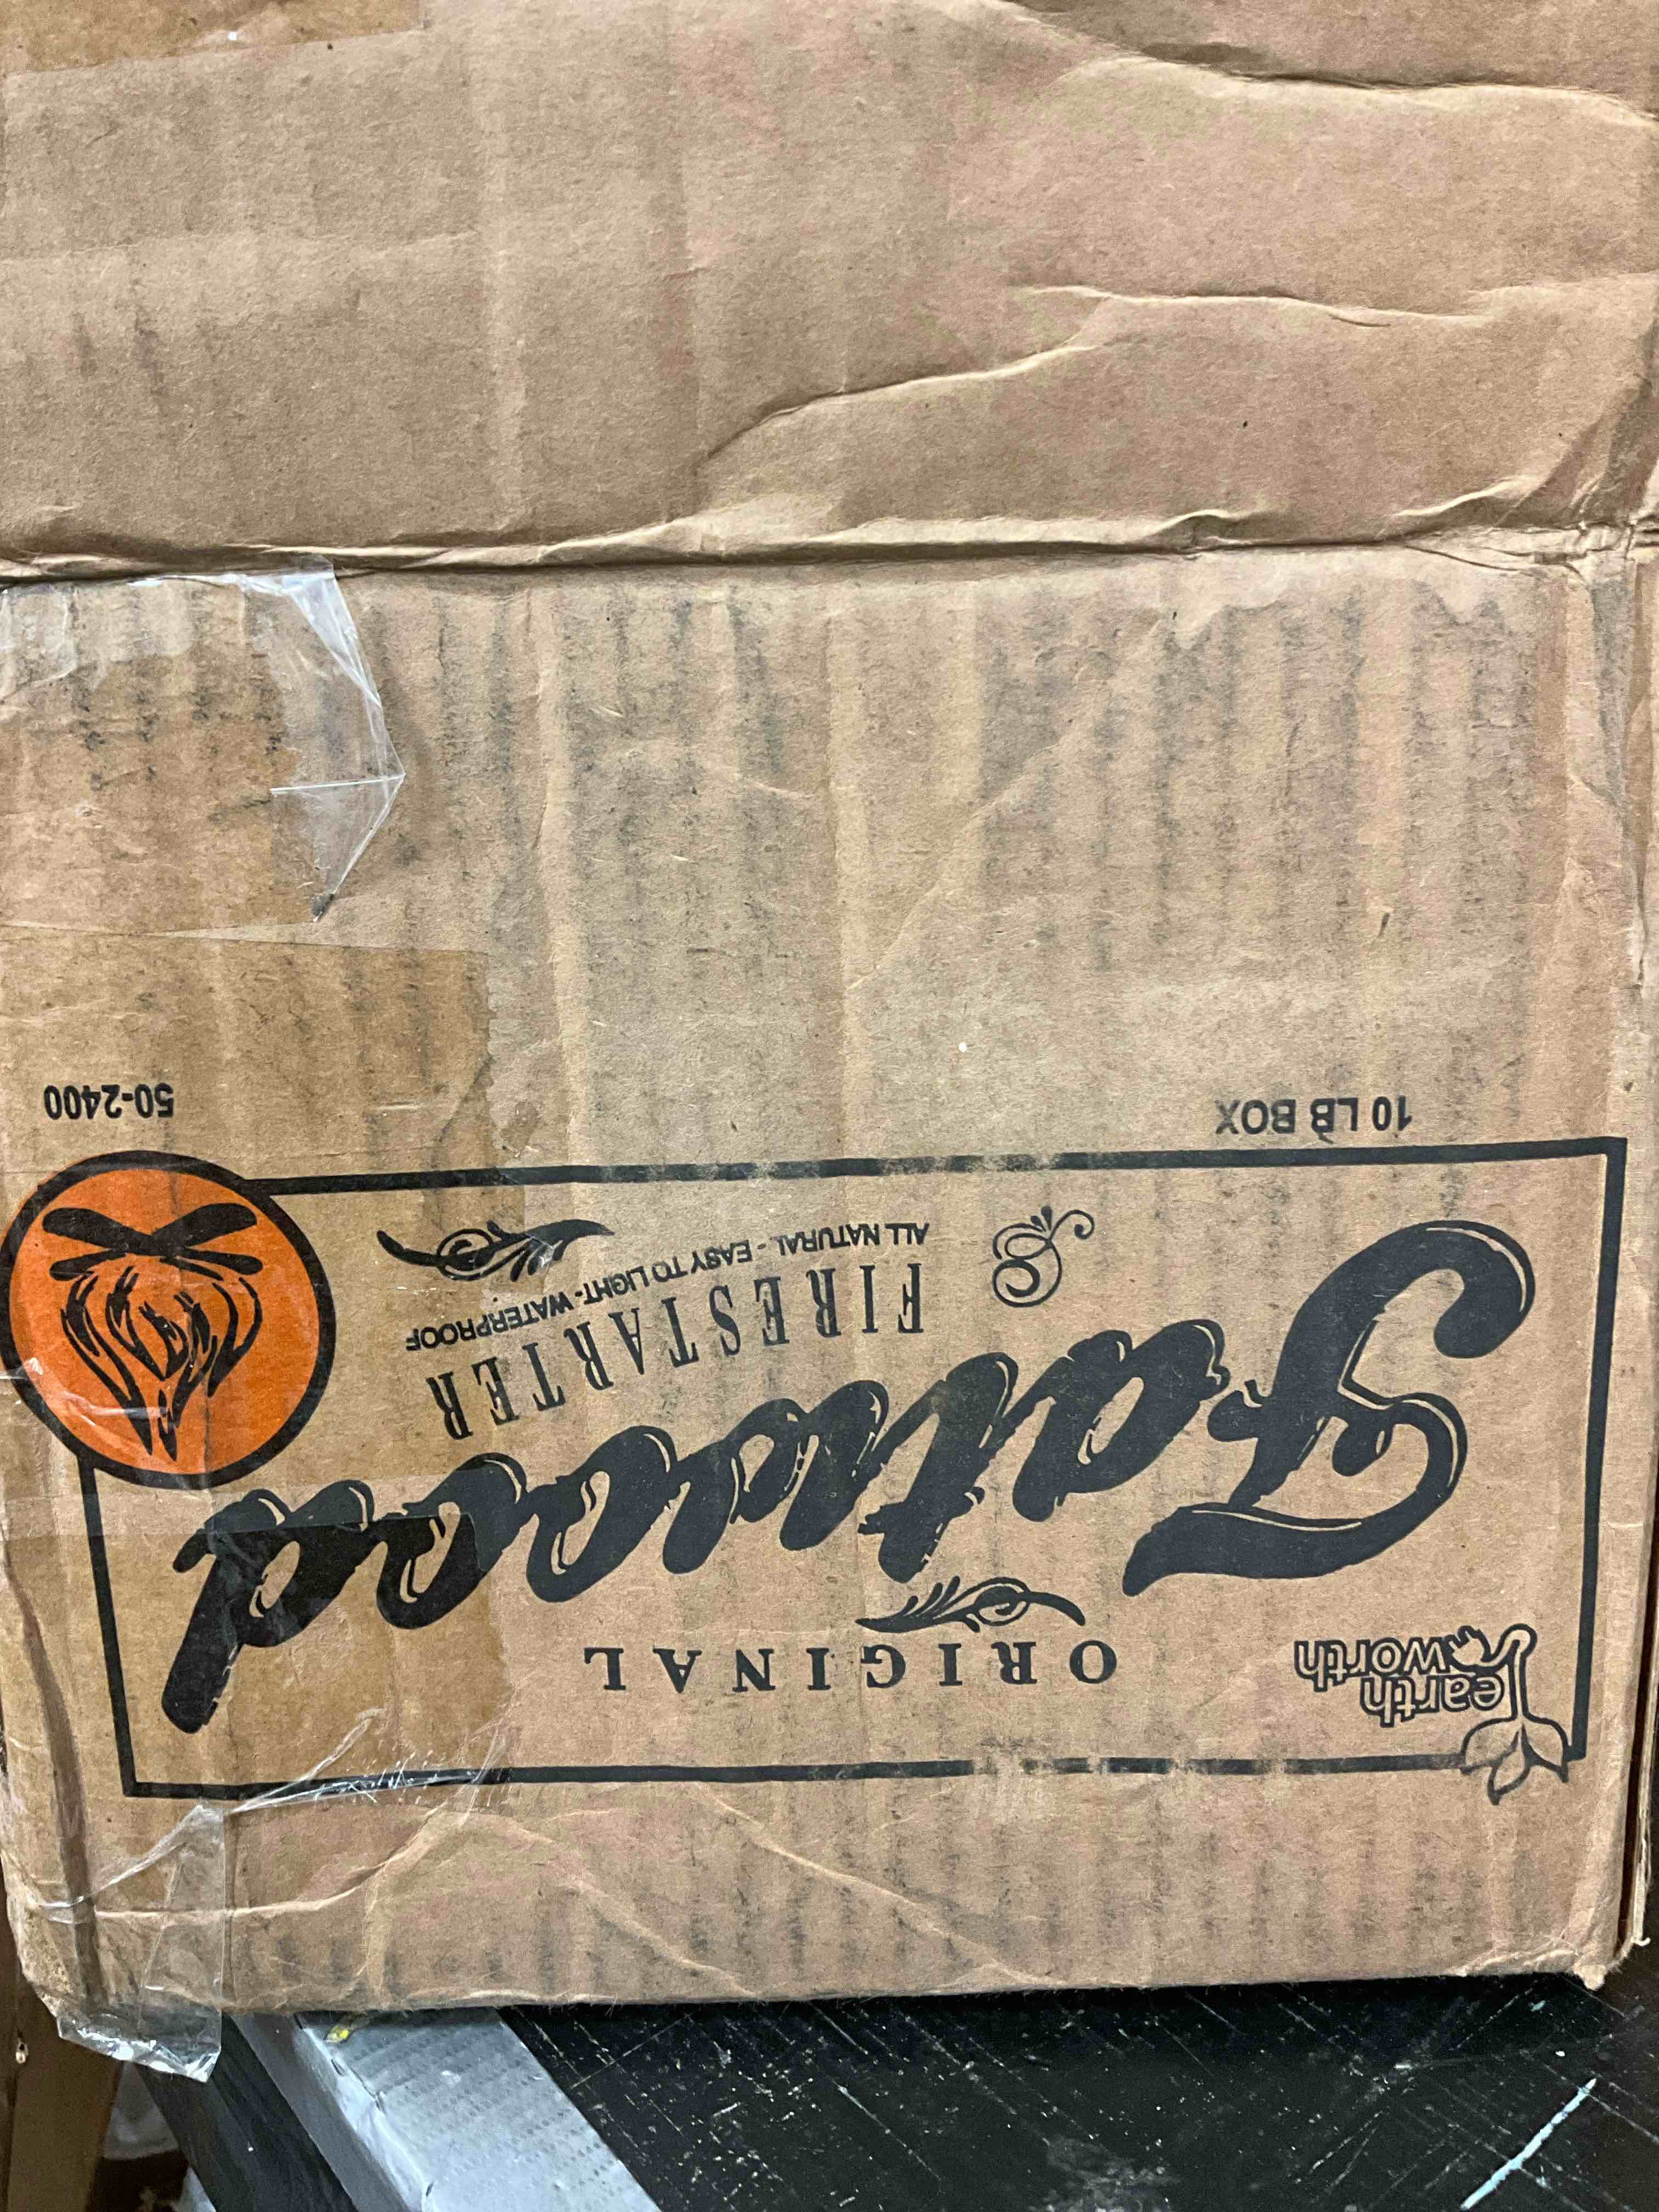 earth
worth
ORIGINAL
Fatwood
FIRESTARTER
ALL NATURAL - EASY TO LIGHT - WATERPROOF
10 LB BOX
50-2400